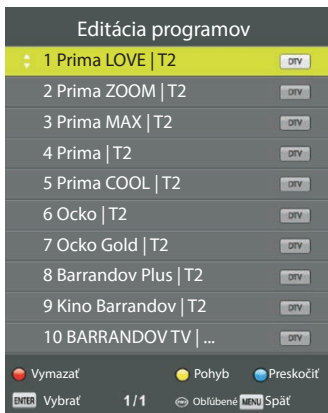 Editácia programov
1 Prima LOVE | T2 DTV
2 Prima ZOOM | T2 DTV
3 Prima MAX | T2 DTV
4 Prima | T2 DTV
5 Prima COOL | T2 DTV
6 Ocko | T2 DTV
7 Ocko Gold | T2 DTV
8 Barrandov Plus | T2 DTV
9 Kino Barrandov | T2 DTV
10 BARRANDOV TV | ... DTV
Vymazať Pohyb Preskočiť
ENTER Vybrať 1/1 Obľúbené MENU Späť